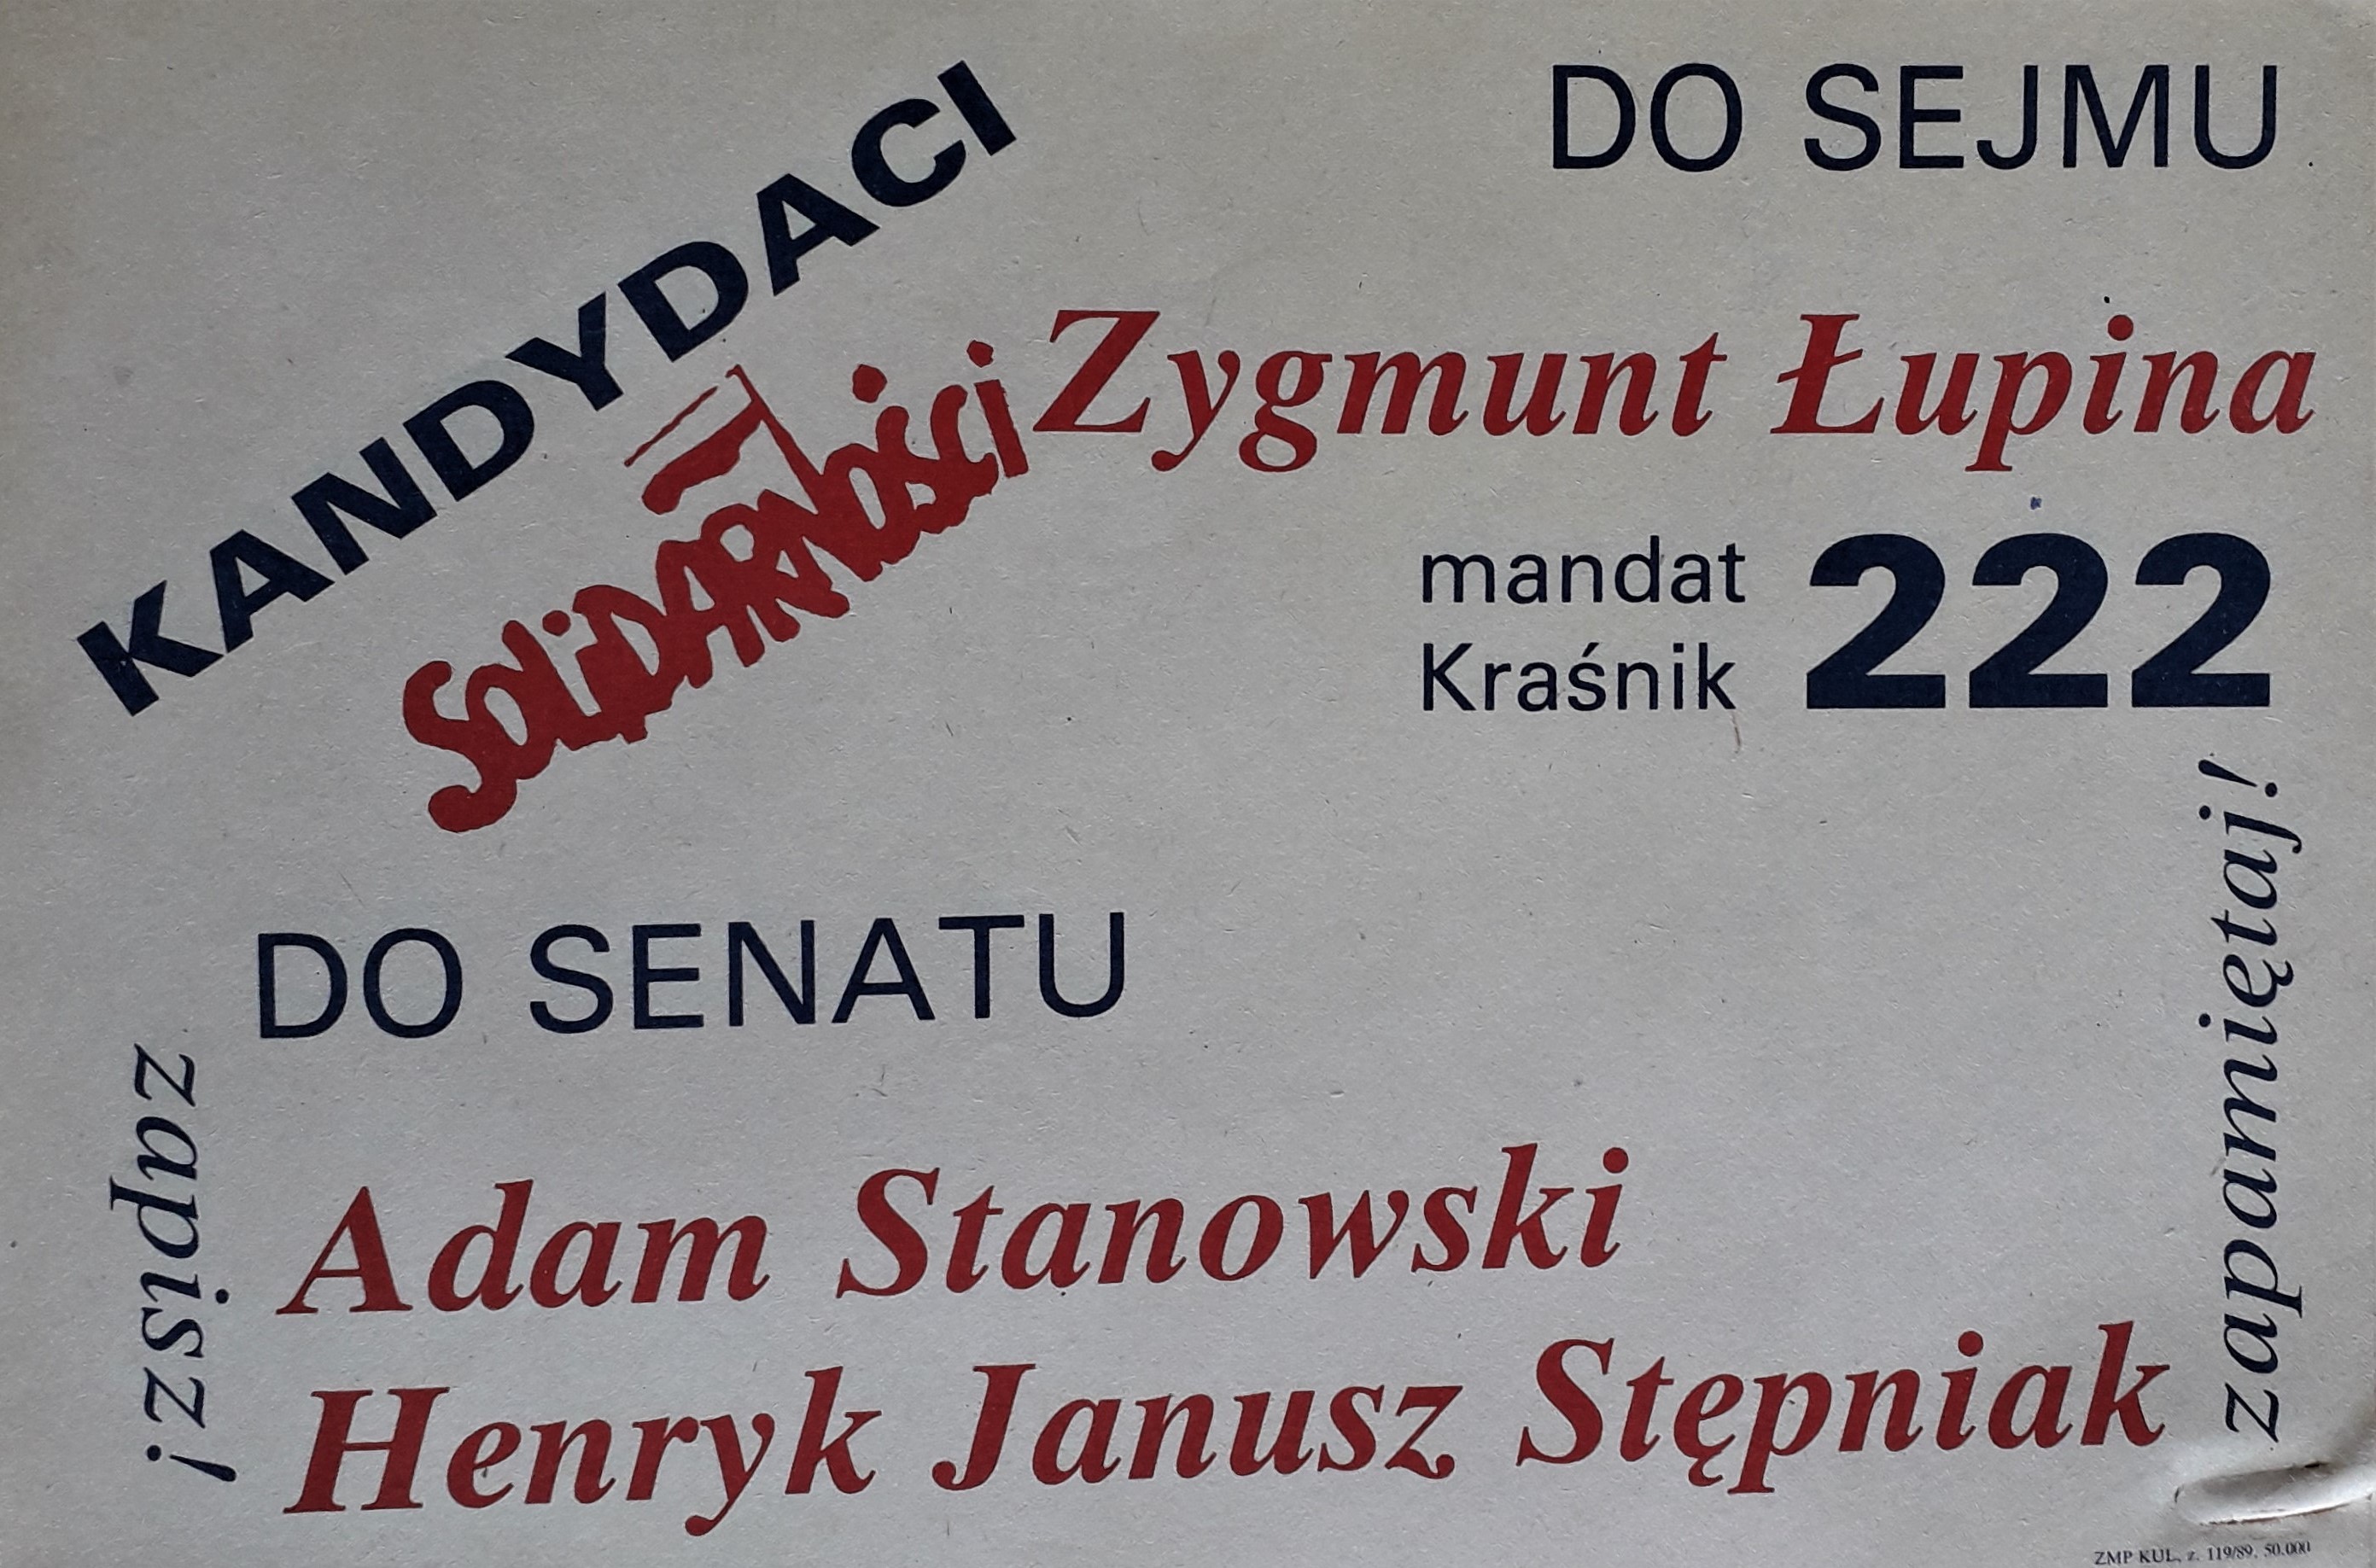 KANDYDACI
SOLiDARNOŚCi
DO SEJMU
Zygmunt Łupina
mandat
Kraśnik
222
DO SENATU
Adam Stanowski
Henryk Janusz Stępniak
zapisz!
zapamiętaj!
ZMP KUL, z. 119/89, 50.000